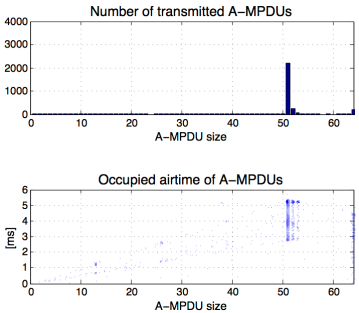 Number of transmitted A-MPDUs
4000
3000
2000
1000
0
0 10 20 30 40 50 60
A-MPDU size
Occupied airtime of A-MPDUs
6
5
4
3
2
1
0
[ms]
0 10 20 30 40 50 60
A-MPDU size